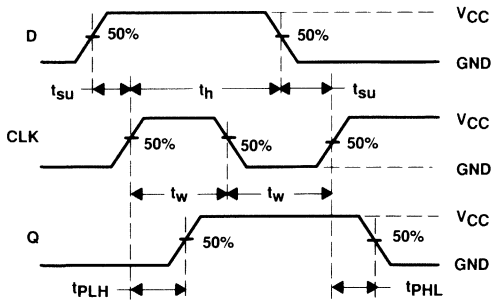 D
50%
50%
VCC
GND
tsu
th
tsu
CLK
50%
50%
50%
VCC
GND
tw
tw
Q
50%
50%
VCC
GND
tPLH
tPHL